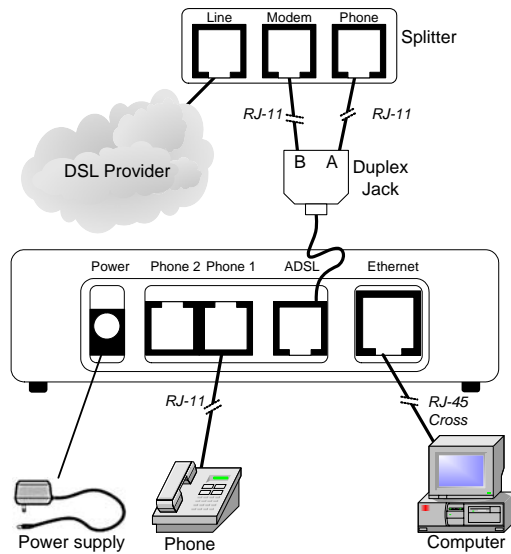 Line Modem Phone
Splitter
RJ-11 RJ-11
B A
Duplex
Jack
DSL Provider
Power Phone 2 Phone 1 ADSL Ethernet
RJ-11
RJ-45
Cross
Power supply
Phone
Computer